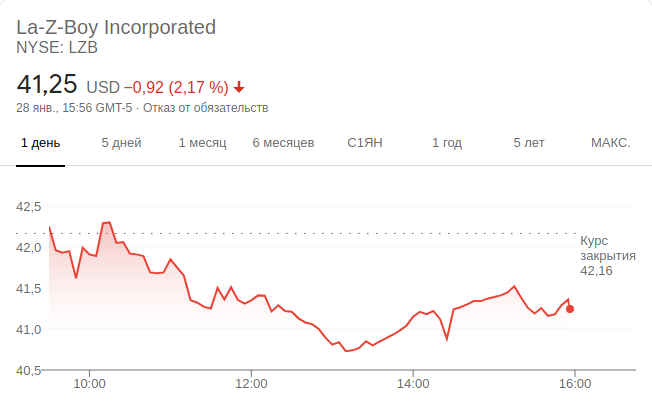 La-Z-Boy Incorporated
NYSE: LZB
41,25 USD −0,92 (2,17 %)
28 янв., 15:56 GMT-5 · Отказ от обязательств
1 день 5 дней 1 месяц 6 месяцев С1ЯН 1 год 5 лет МАКС.
42,5
42,0
41,5
41,0
40,5
Курс
закрытия
42,16
10:00 12:00 14:00 16:00